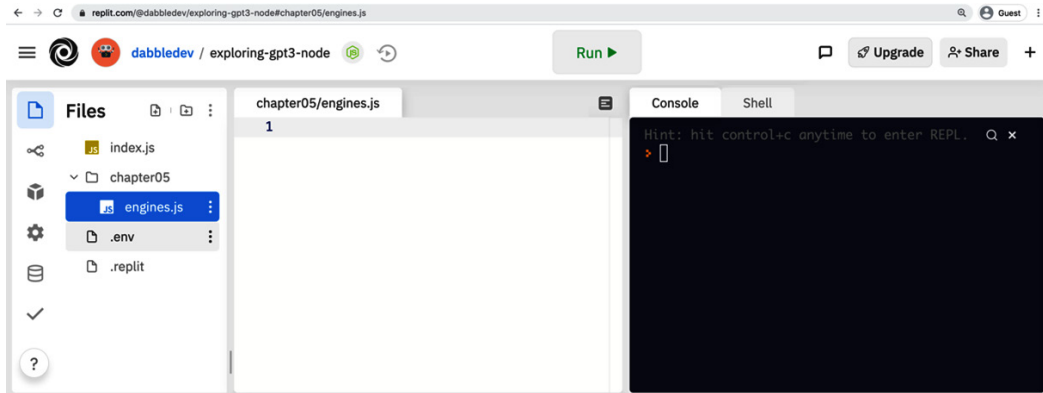 replit.com/@dabbledev/exploring-gpt3-node#chapter05/engines.js
Guest
dabbledev / exploring-gpt3-node
Run
Upgrade
Share
Files
JS index.js
chapter05
JS engines.js
.env
.replit
?
chapter05/engines.js
1
Console Shell
Hint: hit control+c anytime to enter REPL.